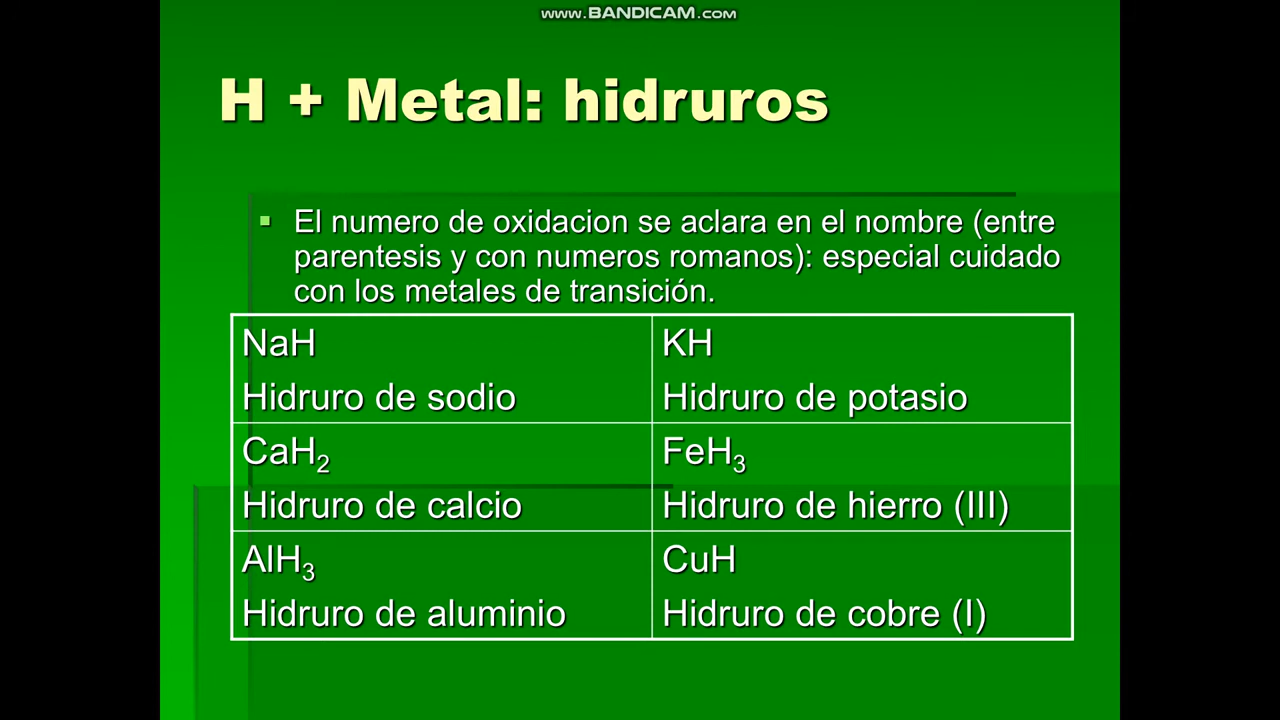 www.BANDICAM.com
H + Metal: hidruros
El numero de oxidacion se aclara en el nombre (entre
parentesis y con numeros romanos): especial cuidado
con los metales de transición.
NaH
Hidruro de sodio
KH
Hidruro de potasio
CaH₂
Hidruro de calcio
FeH₃
Hidruro de hierro (III)
AlH₃
Hidruro de aluminio
CuH
Hidruro de cobre (I)